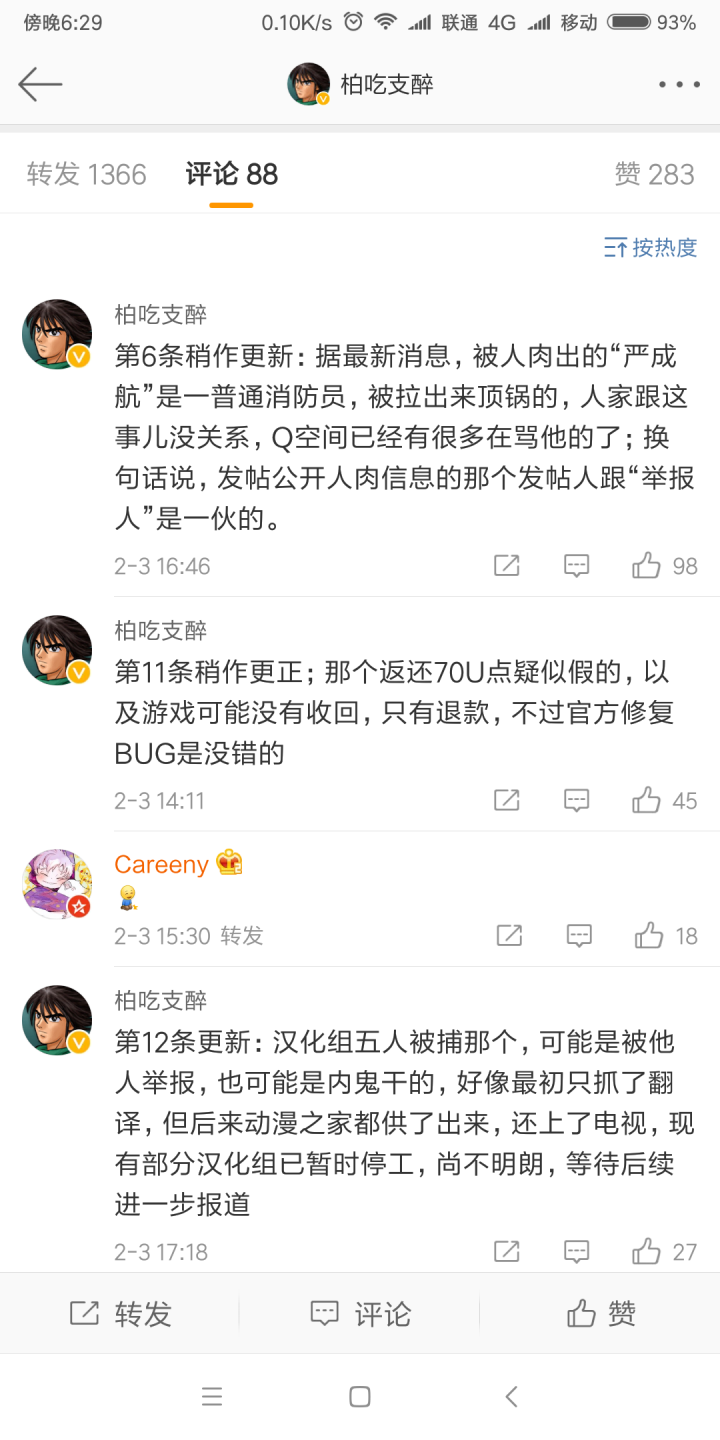 傍晚6:29
0.10K/s 联通 4G 移动 93%
柏吃支醉
转发 1366 评论 88 赞 283
按热度
柏吃支醉
第6条稍作更新：据最新消息，被人肉出的“严成
航”是一普通消防员，被拉出来顶锅的，人家跟这
事儿没关系，Q空间已经有很多在骂他的了；换
句话说，发帖公开人肉信息的那个发帖人跟“举报
人”是一伙的。
2-3 16:46 98
柏吃支醉
第11条稍作更正；那个返还70U点疑似假的，以
及游戏可能没有收回，只有退款，不过官方修复
BUG是没错的
2-3 14:11 45
Careeny
2-3 15:30 转发 18
柏吃支醉
第12条更新：汉化组五人被捕那个，可能是被他
人举报，也可能是内鬼干的，好像最初只抓了翻
译，但后来动漫之家都供了出来，还上了电视，现
有部分汉化组已暂时停工，尚不明朗，等待后续
进一步报道
2-3 17:18 27
转发 评论 赞